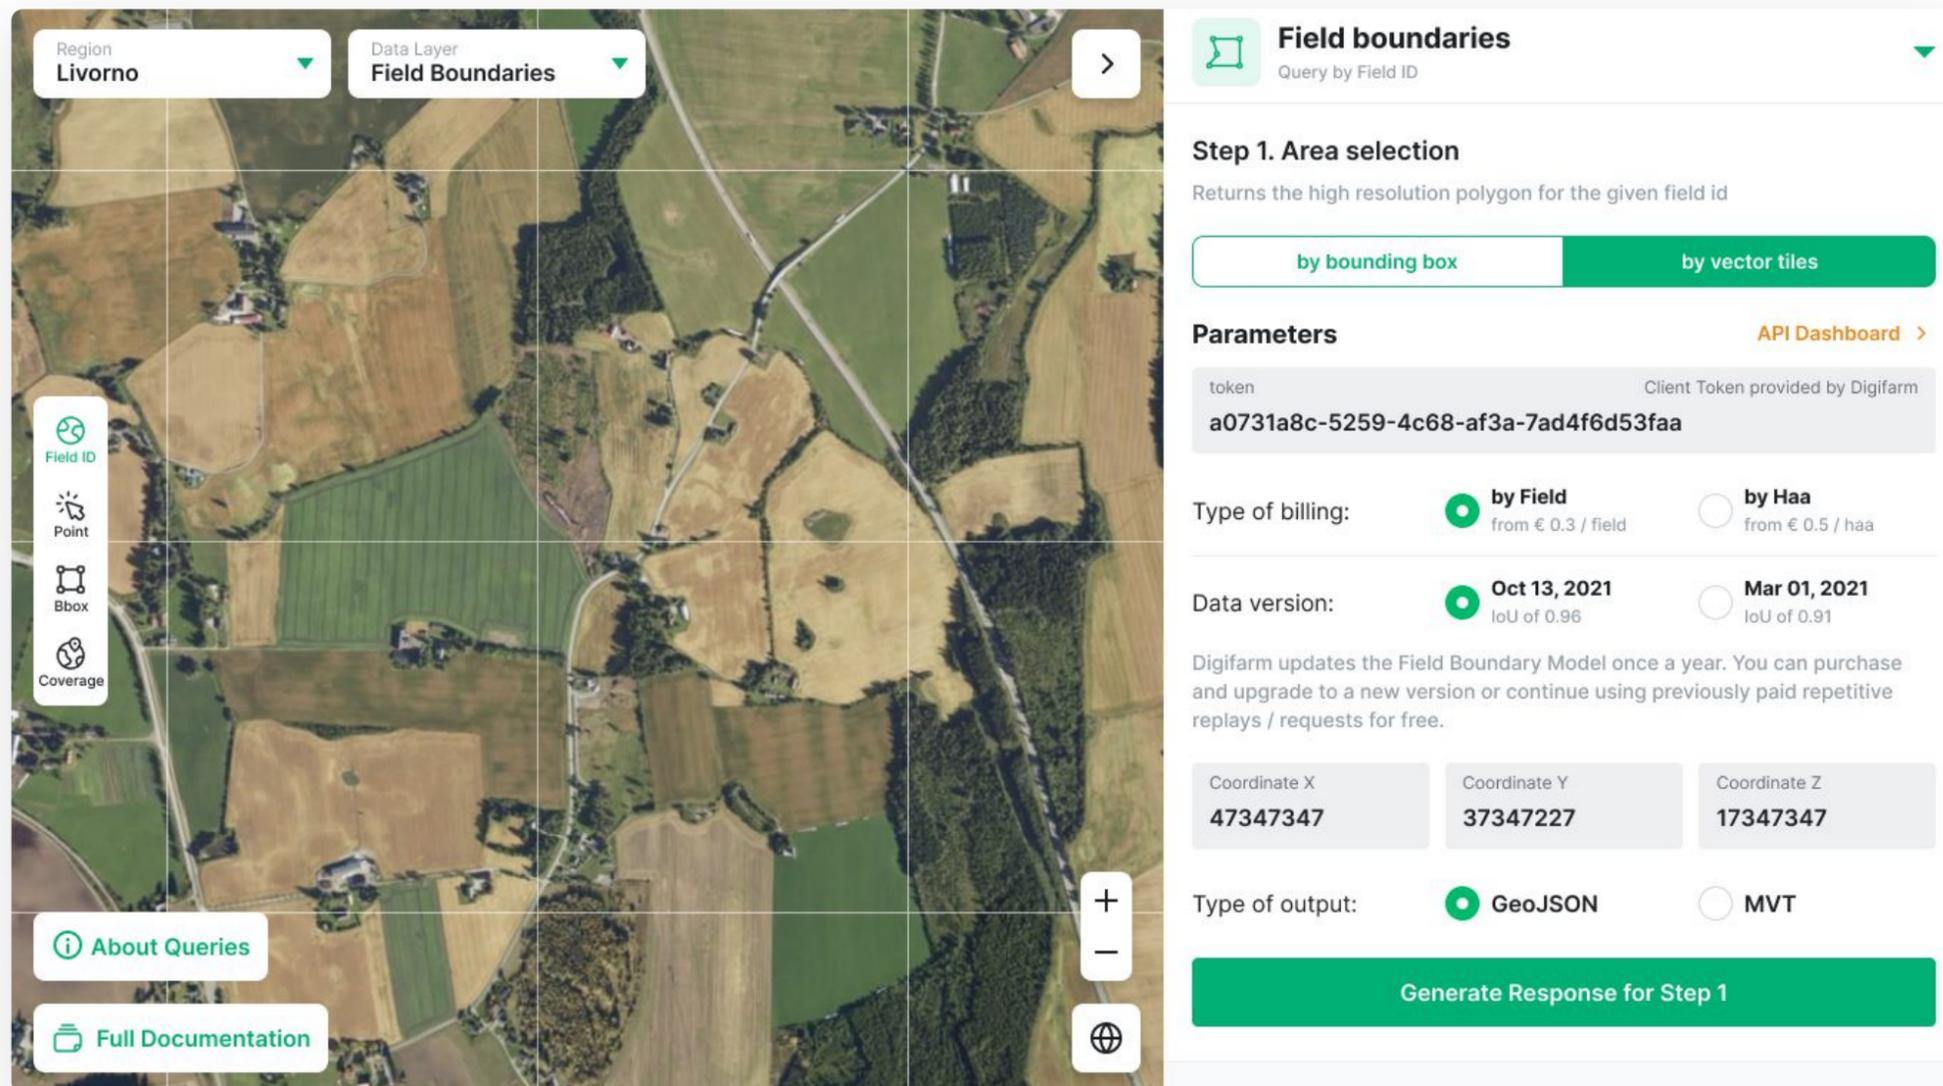 Region
Livorno
Data Layer
Field Boundaries
Field ID
Point
Bbox
Coverage
About Queries
Full Documentation
Field boundaries
Query by Field ID
Step 1. Area selection
Returns the high resolution polygon for the given field id
by bounding box
by vector tiles
Parameters
API Dashboard
token
Client Token provided by Digifarm
a0731a8c-5259-4c68-af3a-7ad4f6d53faa
Type of billing:
by Field
from € 0.3 / field
by Haa
from € 0.5 / haa
Data version:
Oct 13, 2021
IoU of 0.96
Mar 01, 2021
IoU of 0.91
Digifarm updates the Field Boundary Model once a year. You can purchase
and upgrade to a new version or continue using previously paid repetitive
replays / requests for free.
Coordinate X
47347347
Coordinate Y
37347227
Coordinate Z
17347347
Type of output:
GeoJSON
MVT
Generate Response for Step 1